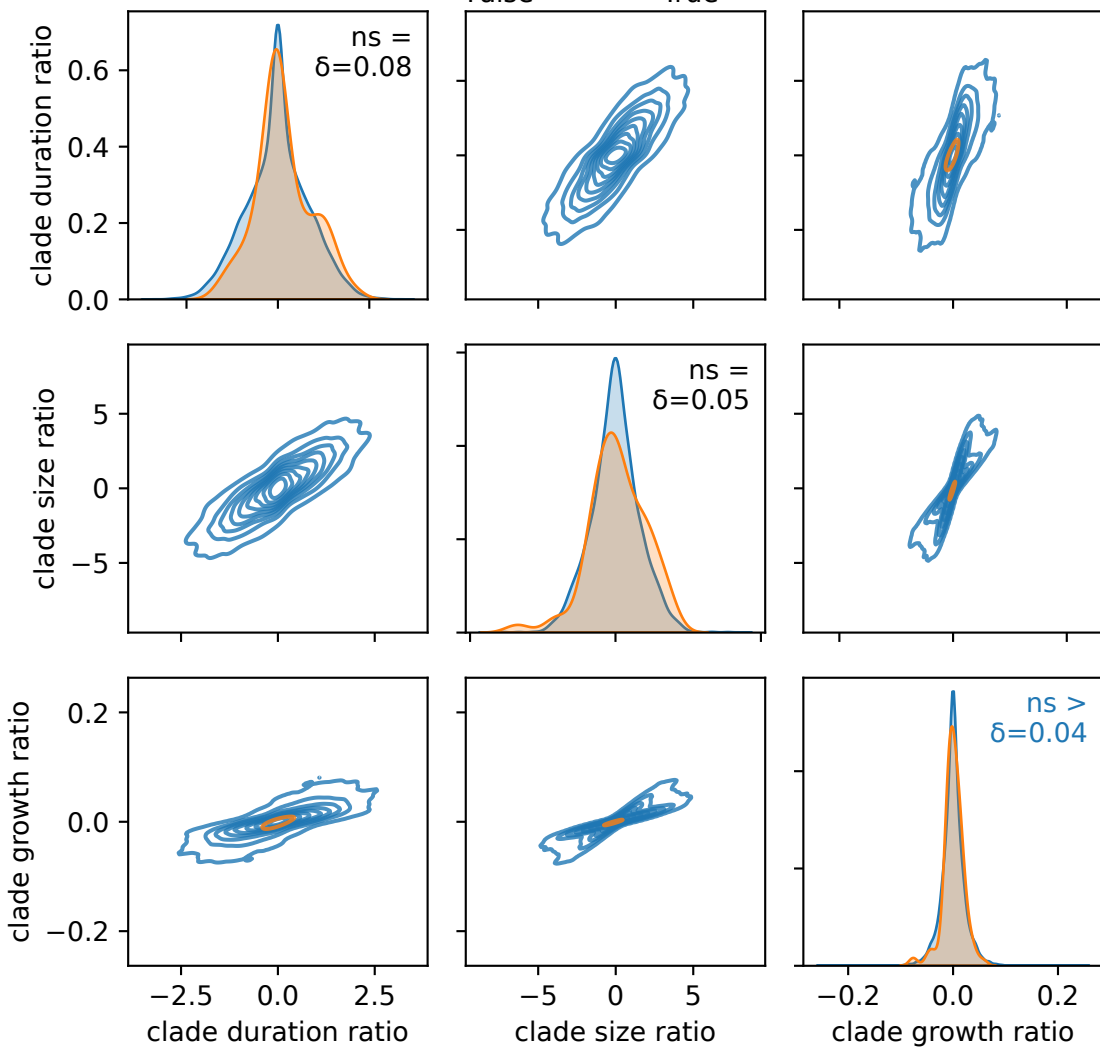 clade duration ratio
0.6
0.4
0.2
0.0
ns =
δ=0.08
clade size ratio
5
0
−5
ns =
δ=0.05
clade growth ratio
0.2
0.0
−0.2
ns >
δ=0.04
−2.5 0.0 2.5
clade duration ratio
−5 0 5
clade size ratio
−0.2 0.0 0.2
clade growth ratio